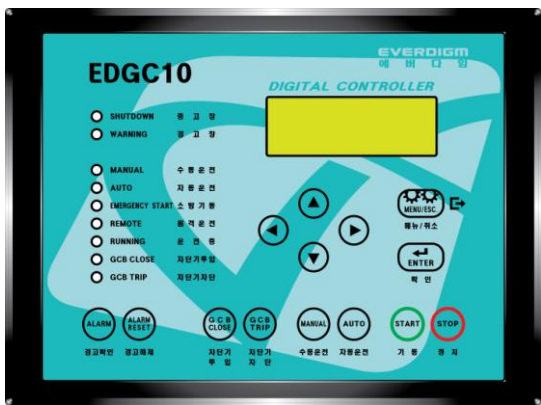 EVERDIGM
에버다임
EDGC10
DIGITAL CONTROLLER
SHUTDOWN 중고장
WARNING 경고장
MANUAL 수동운전
AUTO 자동운전
EMERGENCY START 소방기동
REMOTE 원격운전
RUNNING 운전중
GCB CLOSE 차단기투입
GCB TRIP 차단기차단
MENU/ESC.
메뉴/취소
ENTER
확인
ALARM
ALARM RESET
GCB CLOSE
GCB TRIP
MANUAL
AUTO
START
STOP
경고확인
경고해제
차단기 투입
차단기 차단
수동운전
자동운전
기동
정지